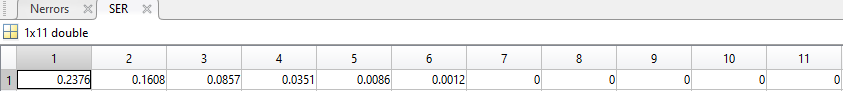 Nerrors SER
1x11 double
1 2 3 4 5 6 7 8 9 10 11
1 0.2376 0.1608 0.0857 0.0351 0.0086 0.0012 0 0 0 0 0